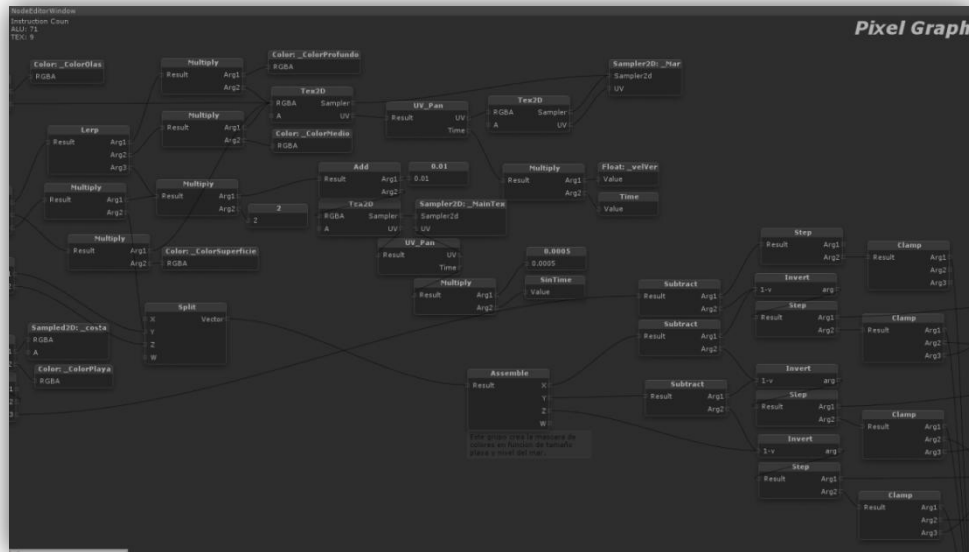 NodeEditorWindow
Instruction Coun
ALU: 71
TEX: 9
Pixel Graph
Color: _ColorOlas
RGBA
Multiply
Result Arg1
Arg2
Color: _ColorProfundo
RGBA
Sampler2D: _Mar
Sampler2d
UV
Tex2D
RGBA Sampler
A UV
UV_Pan
Result UV
Time
Tex2D
RGBA Sampler
A UV
Multiply
Result Arg1
Arg2
Color: _ColorMedio
RGBA
Lerp
Result Arg1
Arg2
Arg3
Add
Result Arg1
Arg2
0.01
0.01
Multiply
Result Arg1
Arg2
Float: _velVer
Value
Time
Value
Multiply
Result Arg1
Arg2
Multiply
Result Arg1
Arg2
2
2
Tex2D
RGBA Sampler
A UV
Sampler2D: _MainTex
Sampler2d
UV
Multiply
Result Arg1
Arg2
Color: _ColorSuperficie
RGBA
UV_Pan
Result UV
Time
0.0005
0.0005
Multiply
Result Arg1
Arg2
SinTime
Value
Step
Result Arg1
Arg2
Clamp
Result Arg1
Arg2
Arg3
Subtract
Result Arg1
Arg2
Invert
1-v arg
Step
Result Arg1
Arg2
Split
X Vector
Y
Z
W
Subtract
Result Arg1
Arg2
Clamp
Result Arg1
Arg2
Arg3
Sampled2D: _costa
RGBA
A
Color: _ColorPlaya
RGBA
Assemble
Result X
Y
Z
W
Subtract
Result Arg1
Arg2
Invert
1-v arg
Step
Result Arg1
Arg2
Clamp
Result Arg1
Arg2
Arg3
Este grupo crea la mascara de
colores en funcion de tamaño
playa y nivel del mar.
Invert
1-v arg
Step
Result Arg1
Arg2
Clamp
Result Arg1
Arg2
Arg3